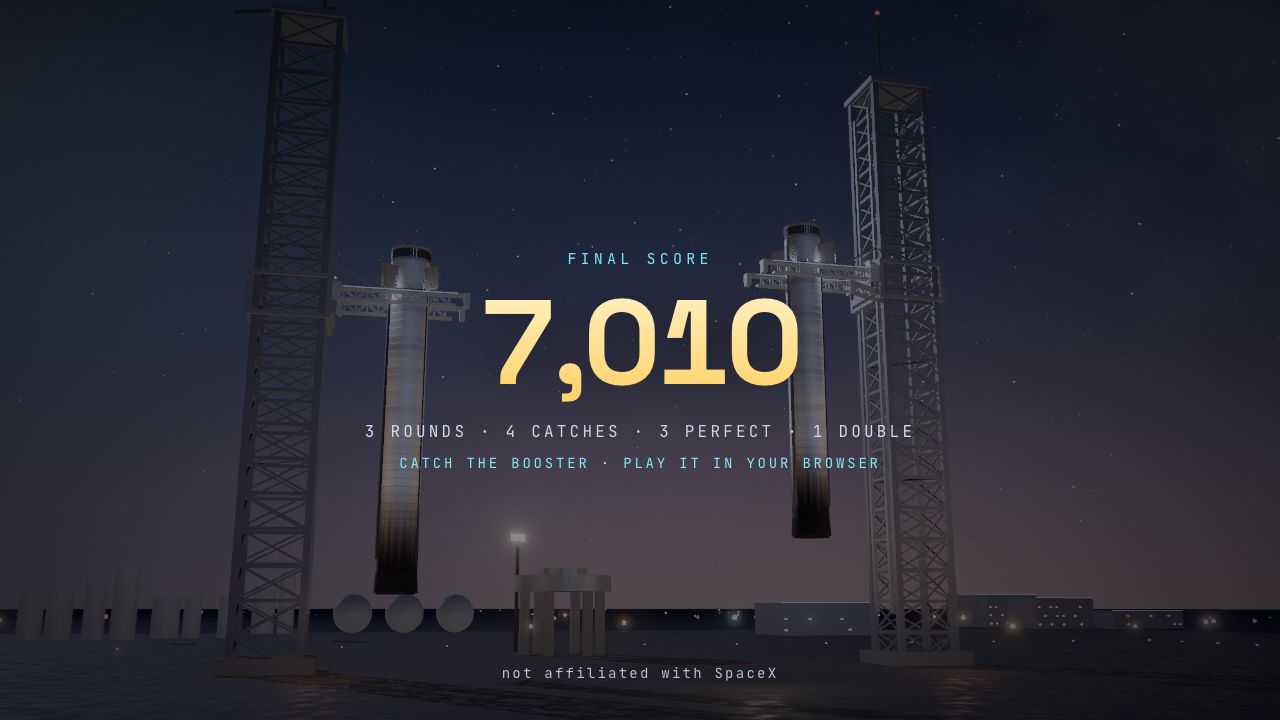 FINAL SCORE
7,010
3 ROUNDS · 4 CATCHES · 3 PERFECT · 1 DOUBLE
CATCH THE BOOSTER · PLAY IT IN YOUR BROWSER
not affiliated with SpaceX